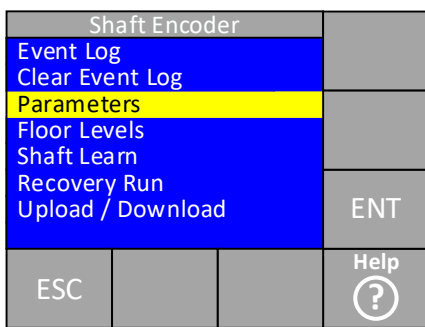 Shaft Encoder
Event Log
Clear Event Log
Parameters
Floor Levels
Shaft Learn
Recovery Run
Upload / Download
ENT
ESC
Help
?